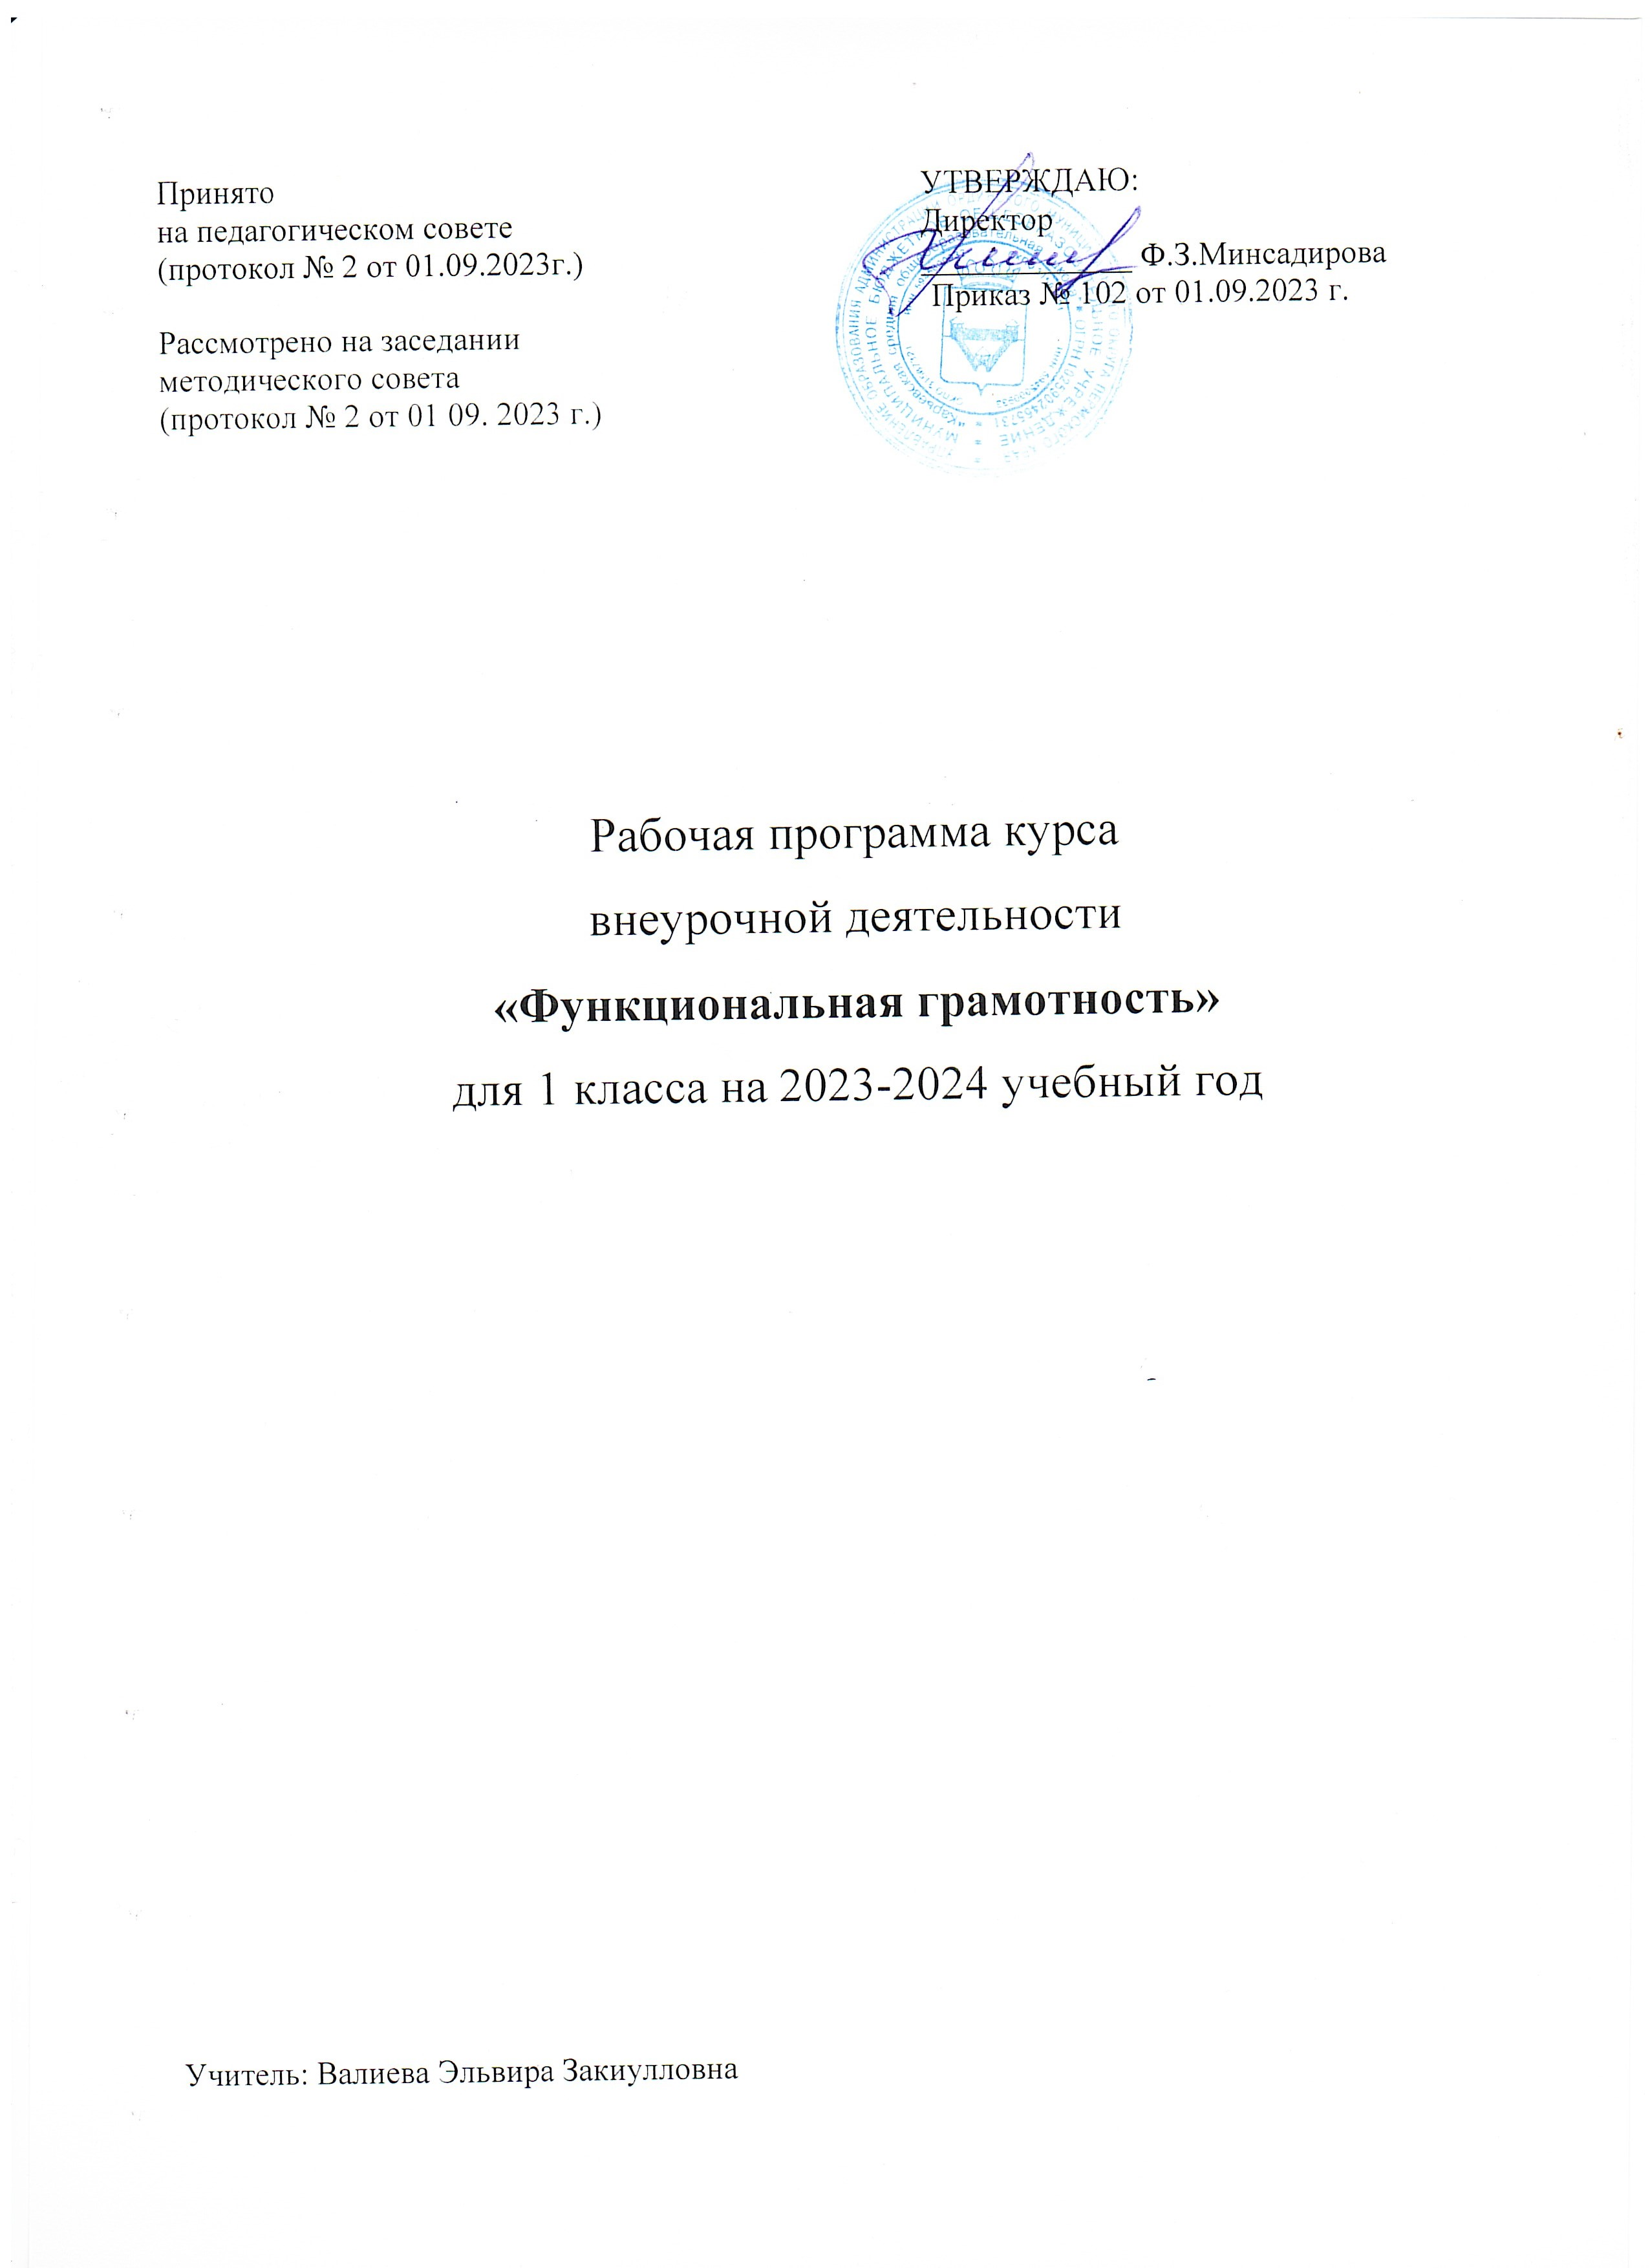 Принято
на педагогическом совете
(протокол № 2 от 01.09.2023г.)
Рассмотрено на заседании
методического совета
(протокол № 2 от 01 09. 2023 г.)
УТВЕРЖДАЮ:
Директор
Ф.З.Минсадирова
Приказ № 102 от 01.09.2023 г.
Рабочая программа курса
внеурочной деятельности
«Функциональная грамотность»
для 1 класса на 2023-2024 учебный год
Учитель: Валиева Эльвира Закиулловна